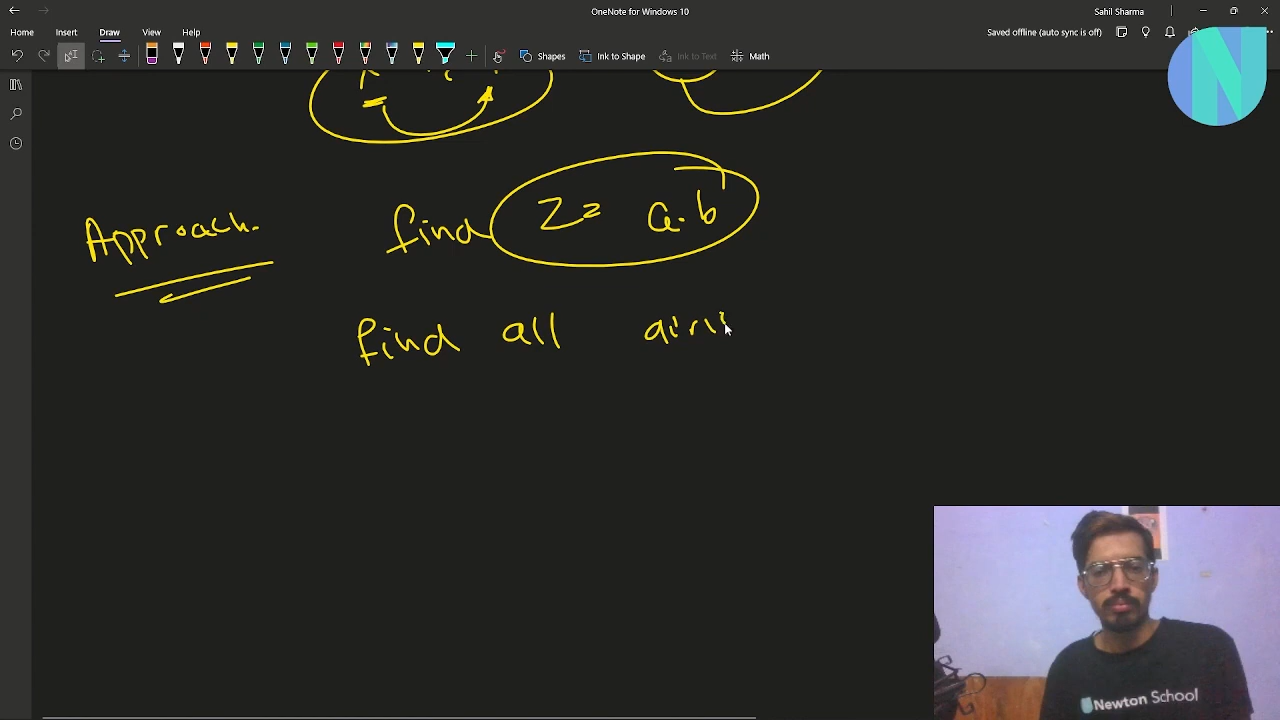 OneNote for Windows 10
Sahil Sharma
Home Insert Draw View Help
Saved offline (auto sync is off)
Shapes Ink to Shape Ink to Text Math
Approach.
find Z= a.b
find all
Newton School